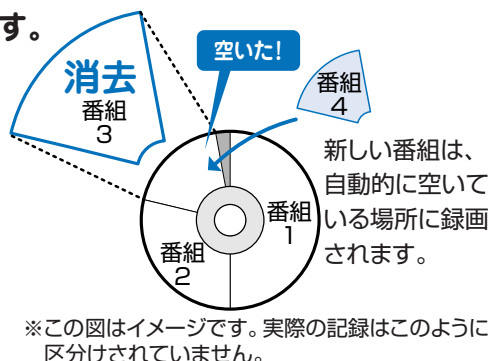 す。
空いた!
消去
番組
3
番組
4
新しい番組は、
自動的に空いて
いる場所に録画
されます。
番組
1
番組
2
※この図はイメージです。実際の記録はこのように
区分けされていません。